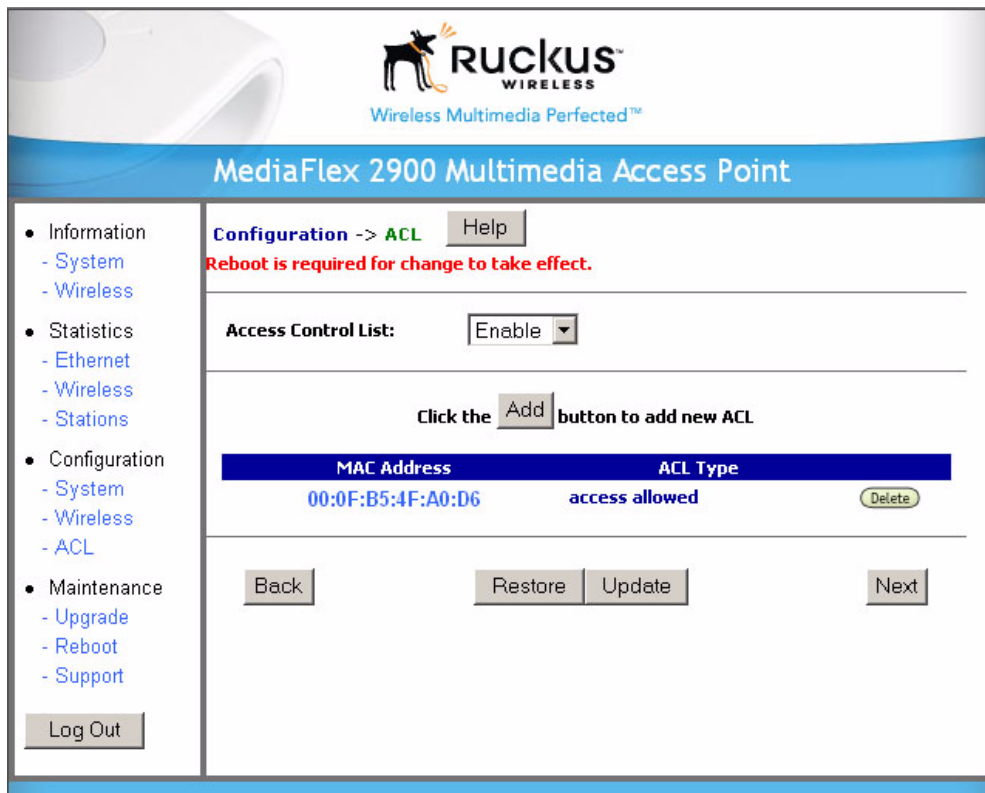 RUCKUS™
WIRELESS
Wireless Multimedia Perfected™
MediaFlex 2900 Multimedia Access Point
• Information
- System
- Wireless
• Statistics
- Ethernet
- Wireless
- Stations
• Configuration
- System
- Wireless
- ACL
• Maintenance
- Upgrade
- Reboot
- Support
Log Out
Configuration -> ACL Help
Reboot is required for change to take effect.
Access Control List: Enable
Click the Add button to add new ACL
MAC Address ACL Type
00:0F:B5:4F:A0:D6 access allowed Delete
Back Restore Update Next